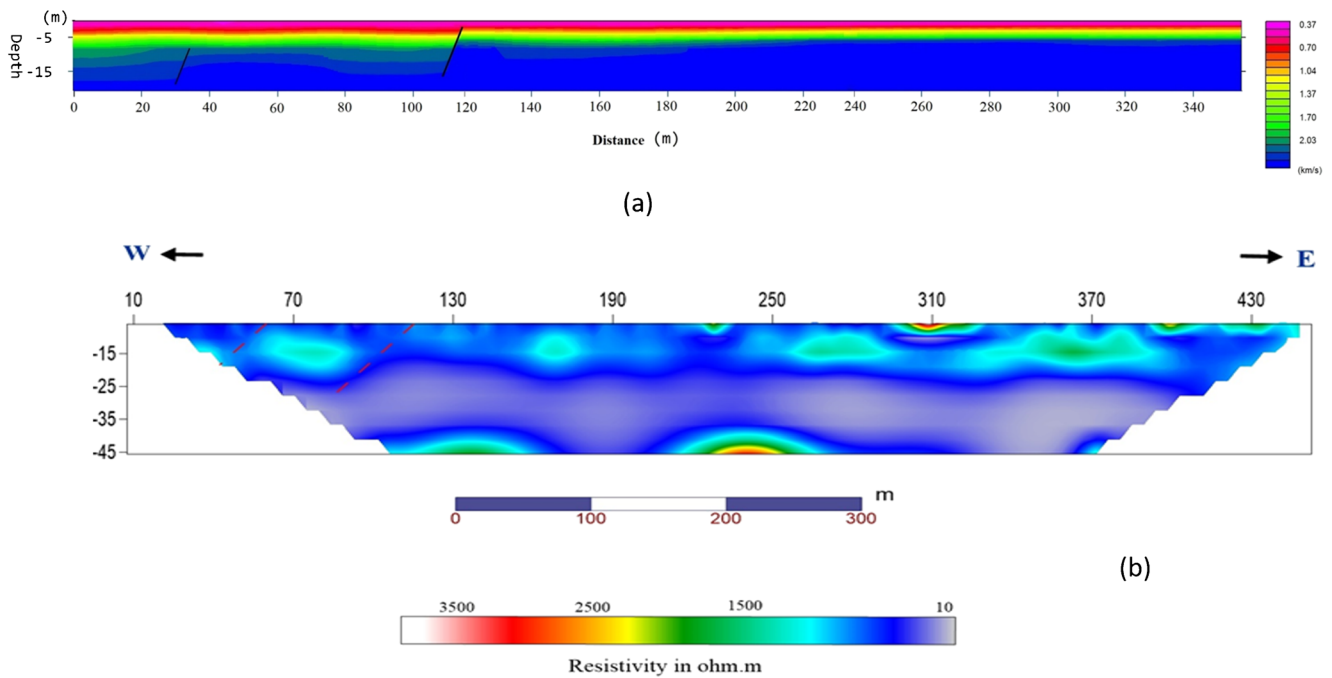 (m)
-5
-15
Depth
0 20 40 60 80 100 120 140 160 180 200 220 240 260 280 300 320 340
Distance (m)
0.37
0.70
1.04
1.37
1.70
2.03
(km/s)
(a)
W E
10 70 130 190 250 310 370 430
-15
-25
-35
-45
m
0 100 200 300
(b)
3500 2500 1500 10
Resistivity in ohm.m